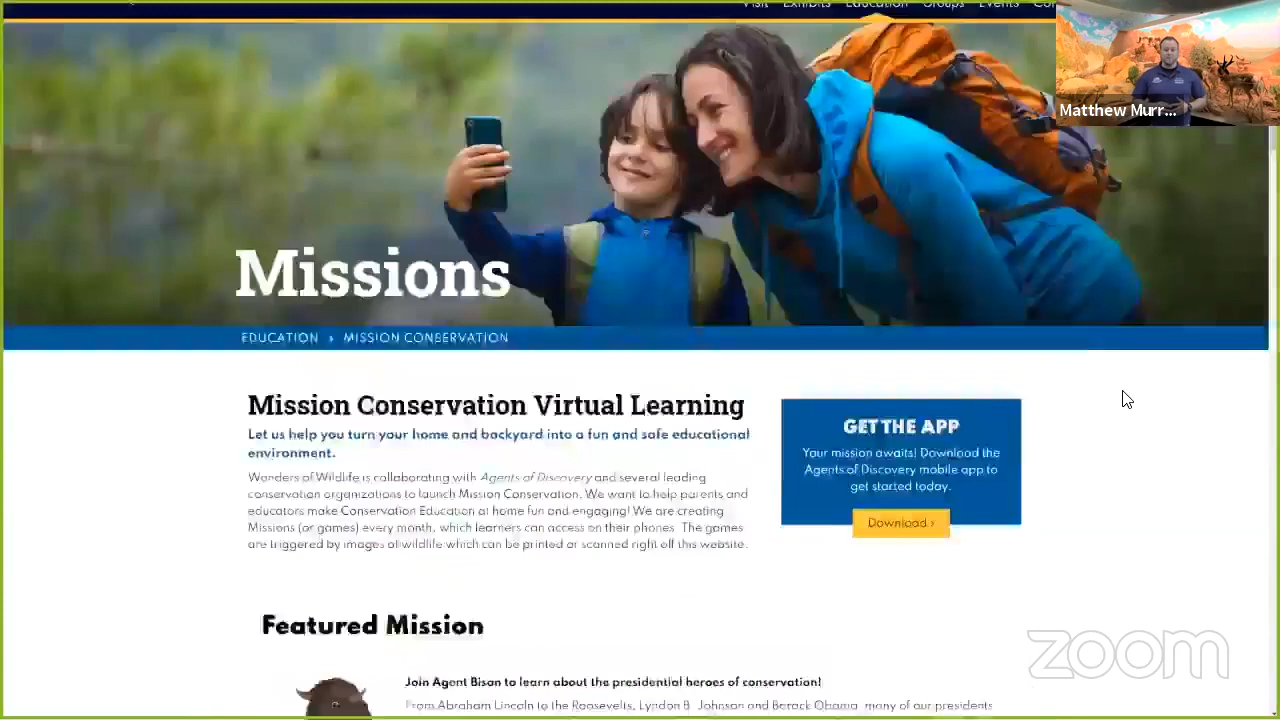 Visit Exhibits Education Groups Events
Matthew Murr...
Missions
EDUCATION › MISSION CONSERVATION
Mission Conservation Virtual Learning
Let us help you turn your home and backyard into a fun and safe educational
environment.
Wonders of Wildlife is collaborating with Agents of Discovery and several leading
conservation organizations to launch Mission Conservation. We want to help parents and
educators make Conservation Education at home fun and engaging! We are creating
Missions (or games) every month, which learners can access on their phones. The games
are triggered by images of wildlife which can be printed or scanned right off this website.
GET THE APP
Your mission awaits! Download the
Agents of Discovery mobile app to
get started today.
Download ›
Featured Mission
Join Agent Bison to learn about the presidential heroes of conservation!
From Abraham Lincoln to the Roosevelts, Lyndon B. Johnson and Barack Obama, many of our presidents
zoom